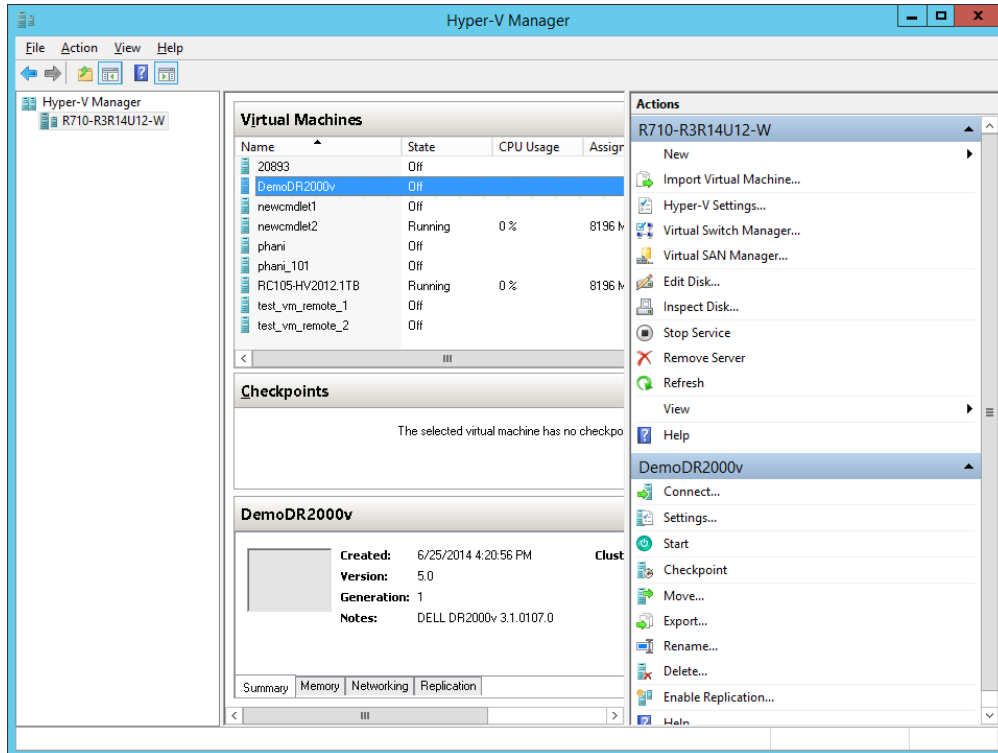 Hyper-V Manager
File Action View Help
Hyper-V Manager
R710-R3R14U12-W
Virtual Machines
Name State CPU Usage Assigr
20893 Off
DemoDR2000v Off
newcmdlet1 Off
newcmdlet2 Running 0 % 8196 M
phani Off
phani_101 Off
RC105-HV2012.1TB Running 0 % 8196 M
test_vm_remote_1 Off
test_vm_remote_2 Off
Checkpoints
The selected virtual machine has no checkpo
DemoDR2000v
Created: 6/25/2014 4:20:56 PM Clust
Version: 5.0
Generation: 1
Notes: DELL DR2000v 3.1.0107.0
Summary Memory Networking Replication
Actions
R710-R3R14U12-W
New
Import Virtual Machine...
Hyper-V Settings...
Virtual Switch Manager...
Virtual SAN Manager...
Edit Disk...
Inspect Disk...
Stop Service
Remove Server
Refresh
View
Help
DemoDR2000v
Connect...
Settings...
Start
Checkpoint
Move...
Export...
Rename...
Delete...
Enable Replication...
Help